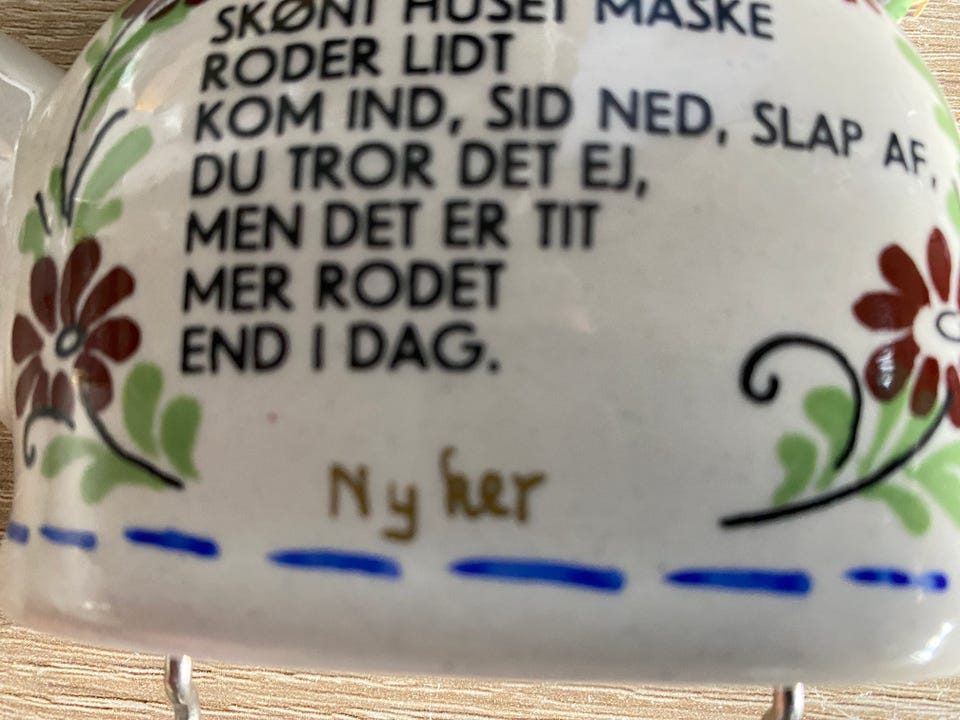 SKØNT HUSET MASKE
RODER LIDT
KOM IND, SID NED, SLAP AF,
DU TROR DET EJ,
MEN DET ER TIT
MER RODET
END I DAG.
Nyker